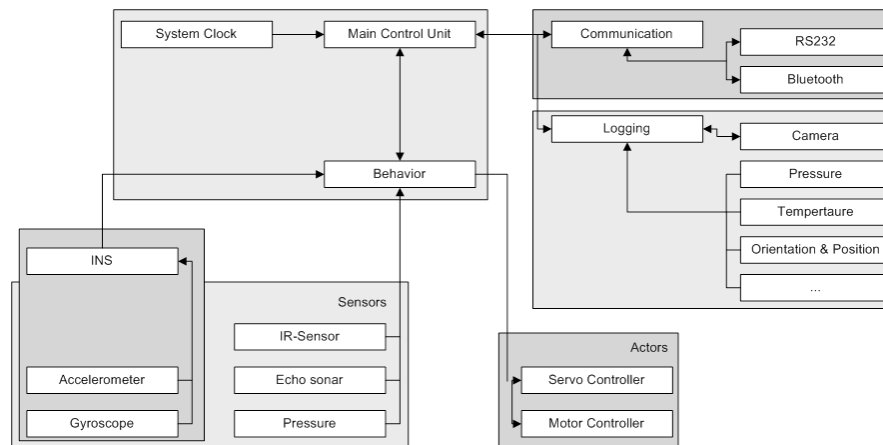 System Clock
Main Control Unit
Communication
RS232
Bluetooth
Logging
Camera
Behavior
Pressure
Tempertaure
Orientation & Position
...
INS
Sensors
IR-Sensor
Accelerometer
Echo sonar
Gyroscope
Pressure
Actors
Servo Controller
Motor Controller